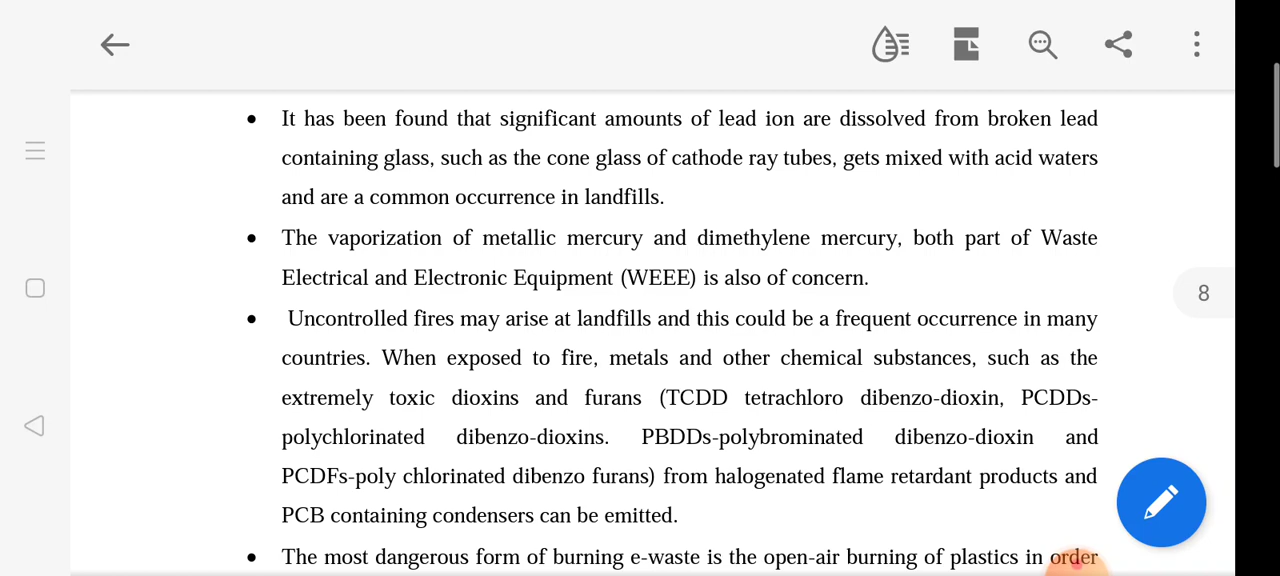 • It has been found that significant amounts of lead ion are dissolved from broken lead
containing glass, such as the cone glass of cathode ray tubes, gets mixed with acid waters
and are a common occurrence in landfills.
• The vaporization of metallic mercury and dimethylene mercury, both part of Waste
Electrical and Electronic Equipment (WEEE) is also of concern.
8
• Uncontrolled fires may arise at landfills and this could be a frequent occurrence in many
countries. When exposed to fire, metals and other chemical substances, such as the
extremely toxic dioxins and furans (TCDD tetrachloro dibenzo-dioxin, PCDDs-
polychlorinated dibenzo-dioxins. PBDDs-polybrominated dibenzo-dioxin and
PCDFs-poly chlorinated dibenzo furans) from halogenated flame retardant products and
PCB containing condensers can be emitted.
• The most dangerous form of burning e-waste is the open-air burning of plastics in order